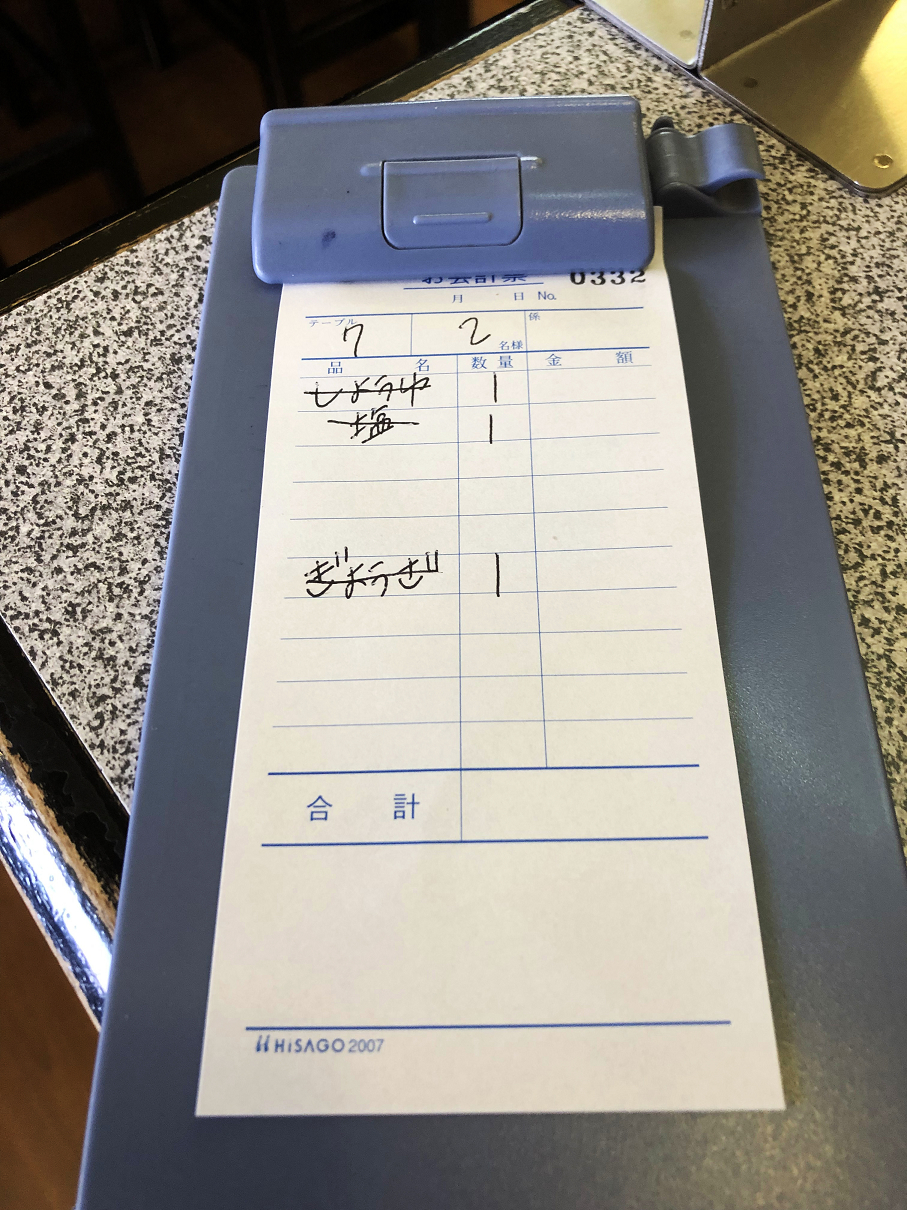 お会計票 0332
月 日 No.
テーブル 7 2 名様 係
品名 数量 金額
しょうゆ 1
塩 1
ぎょうざ 1
合計
HISAGO 2007